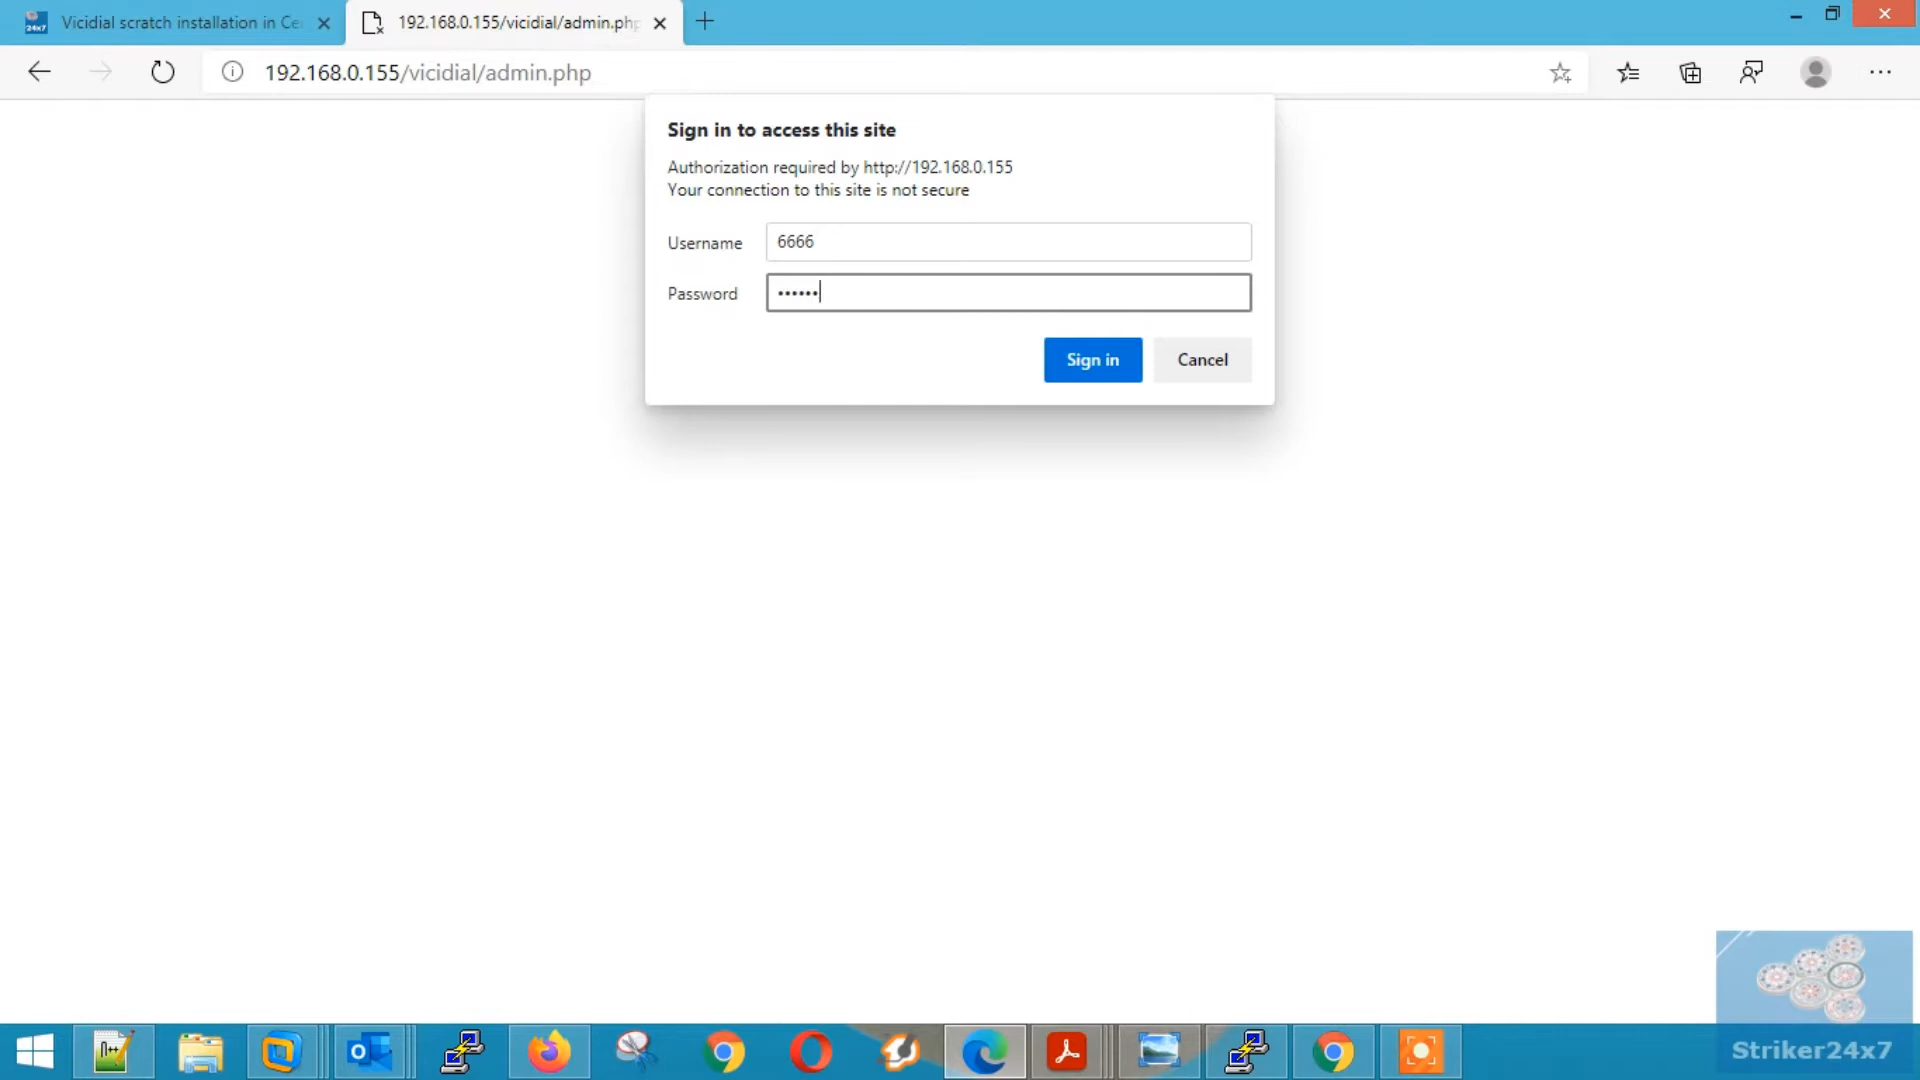 Vicidial scratch installation in Ce
192.168.0.155/vicidial/admin.php
192.168.0.155/vicidial/admin.php
Sign in to access this site
Authorization required by http://192.168.0.155
Your connection to this site is not secure
Username 6666
Password ••••••
Sign in Cancel
Striker24x7